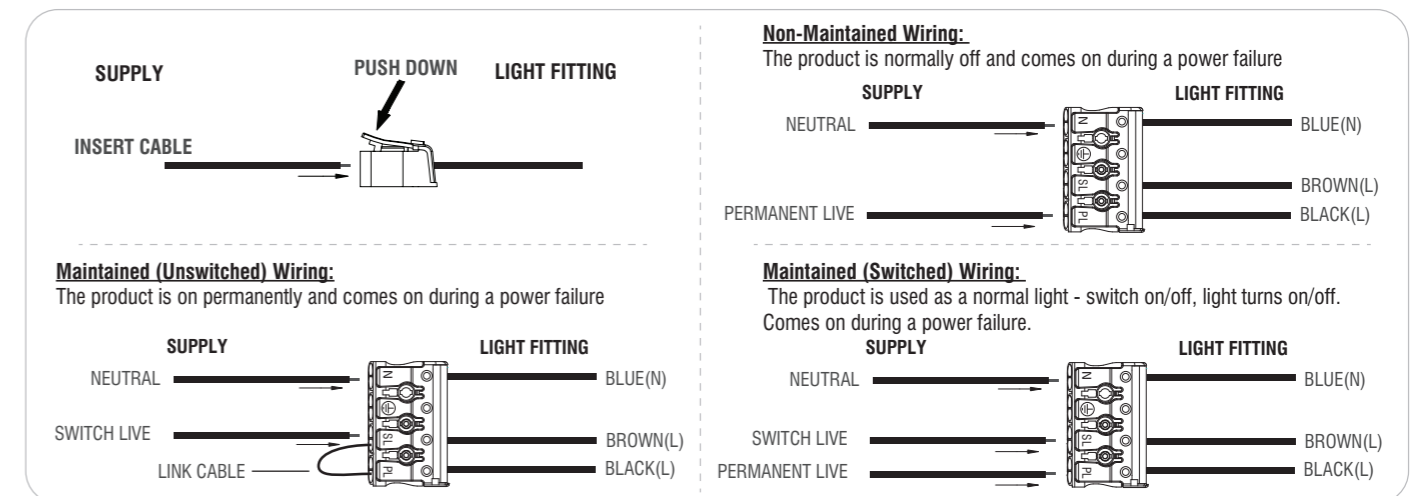 SUPPLY
PUSH DOWN
LIGHT FITTING
INSERT CABLE
Non-Maintained Wiring:
The product is normally off and comes on during a power failure
SUPPLY
LIGHT FITTING
NEUTRAL
N
BLUE(N)
SL
BROWN(L)
PERMANENT LIVE
PL
BLACK(L)
Maintained (Unswitched) Wiring:
The product is on permanently and comes on during a power failure
SUPPLY
LIGHT FITTING
NEUTRAL
N
BLUE(N)
SWITCH LIVE
SL
BROWN(L)
LINK CABLE
PL
BLACK(L)
Maintained (Switched) Wiring:
The product is used as a normal light - switch on/off, light turns on/off.
Comes on during a power failure.
SUPPLY
LIGHT FITTING
NEUTRAL
N
BLUE(N)
SWITCH LIVE
SL
BROWN(L)
PERMANENT LIVE
PL
BLACK(L)